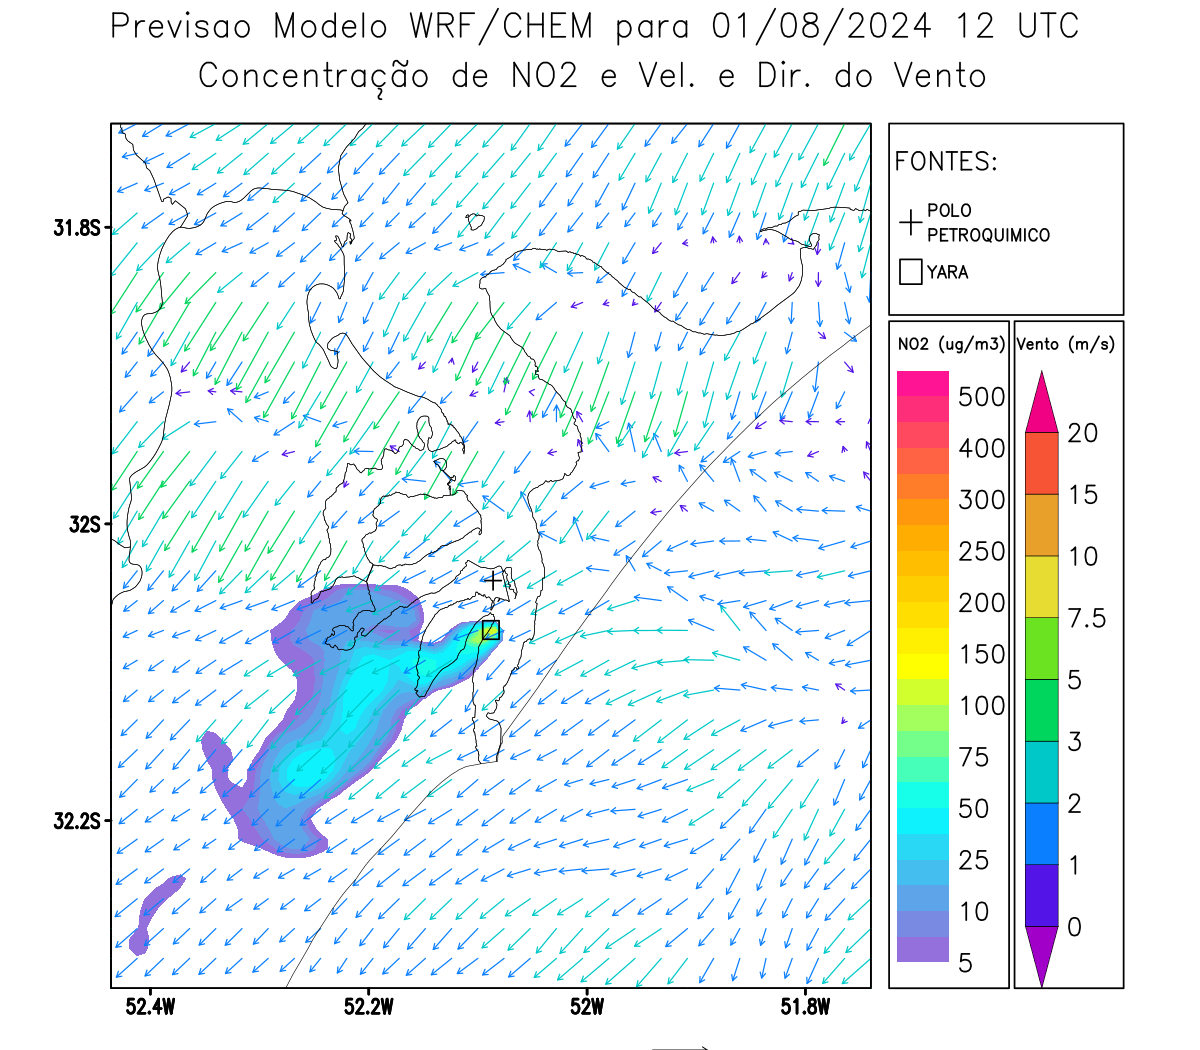 Previsao Modelo WRF/CHEM para 01/08/2024 12 UTC
Concentração de NO2 e Vel. e Dir. do Vento
FONTES:
POLO
PETROQUIMICO
YARA
NO2 (ug/m3)
500
400
300
250
200
150
100
75
50
25
10
5
Vento (m/s)
20
15
10
7.5
5
3
2
1
0
31.8S
32S
32.2S
52.4W
52.2W
52W
51.8W